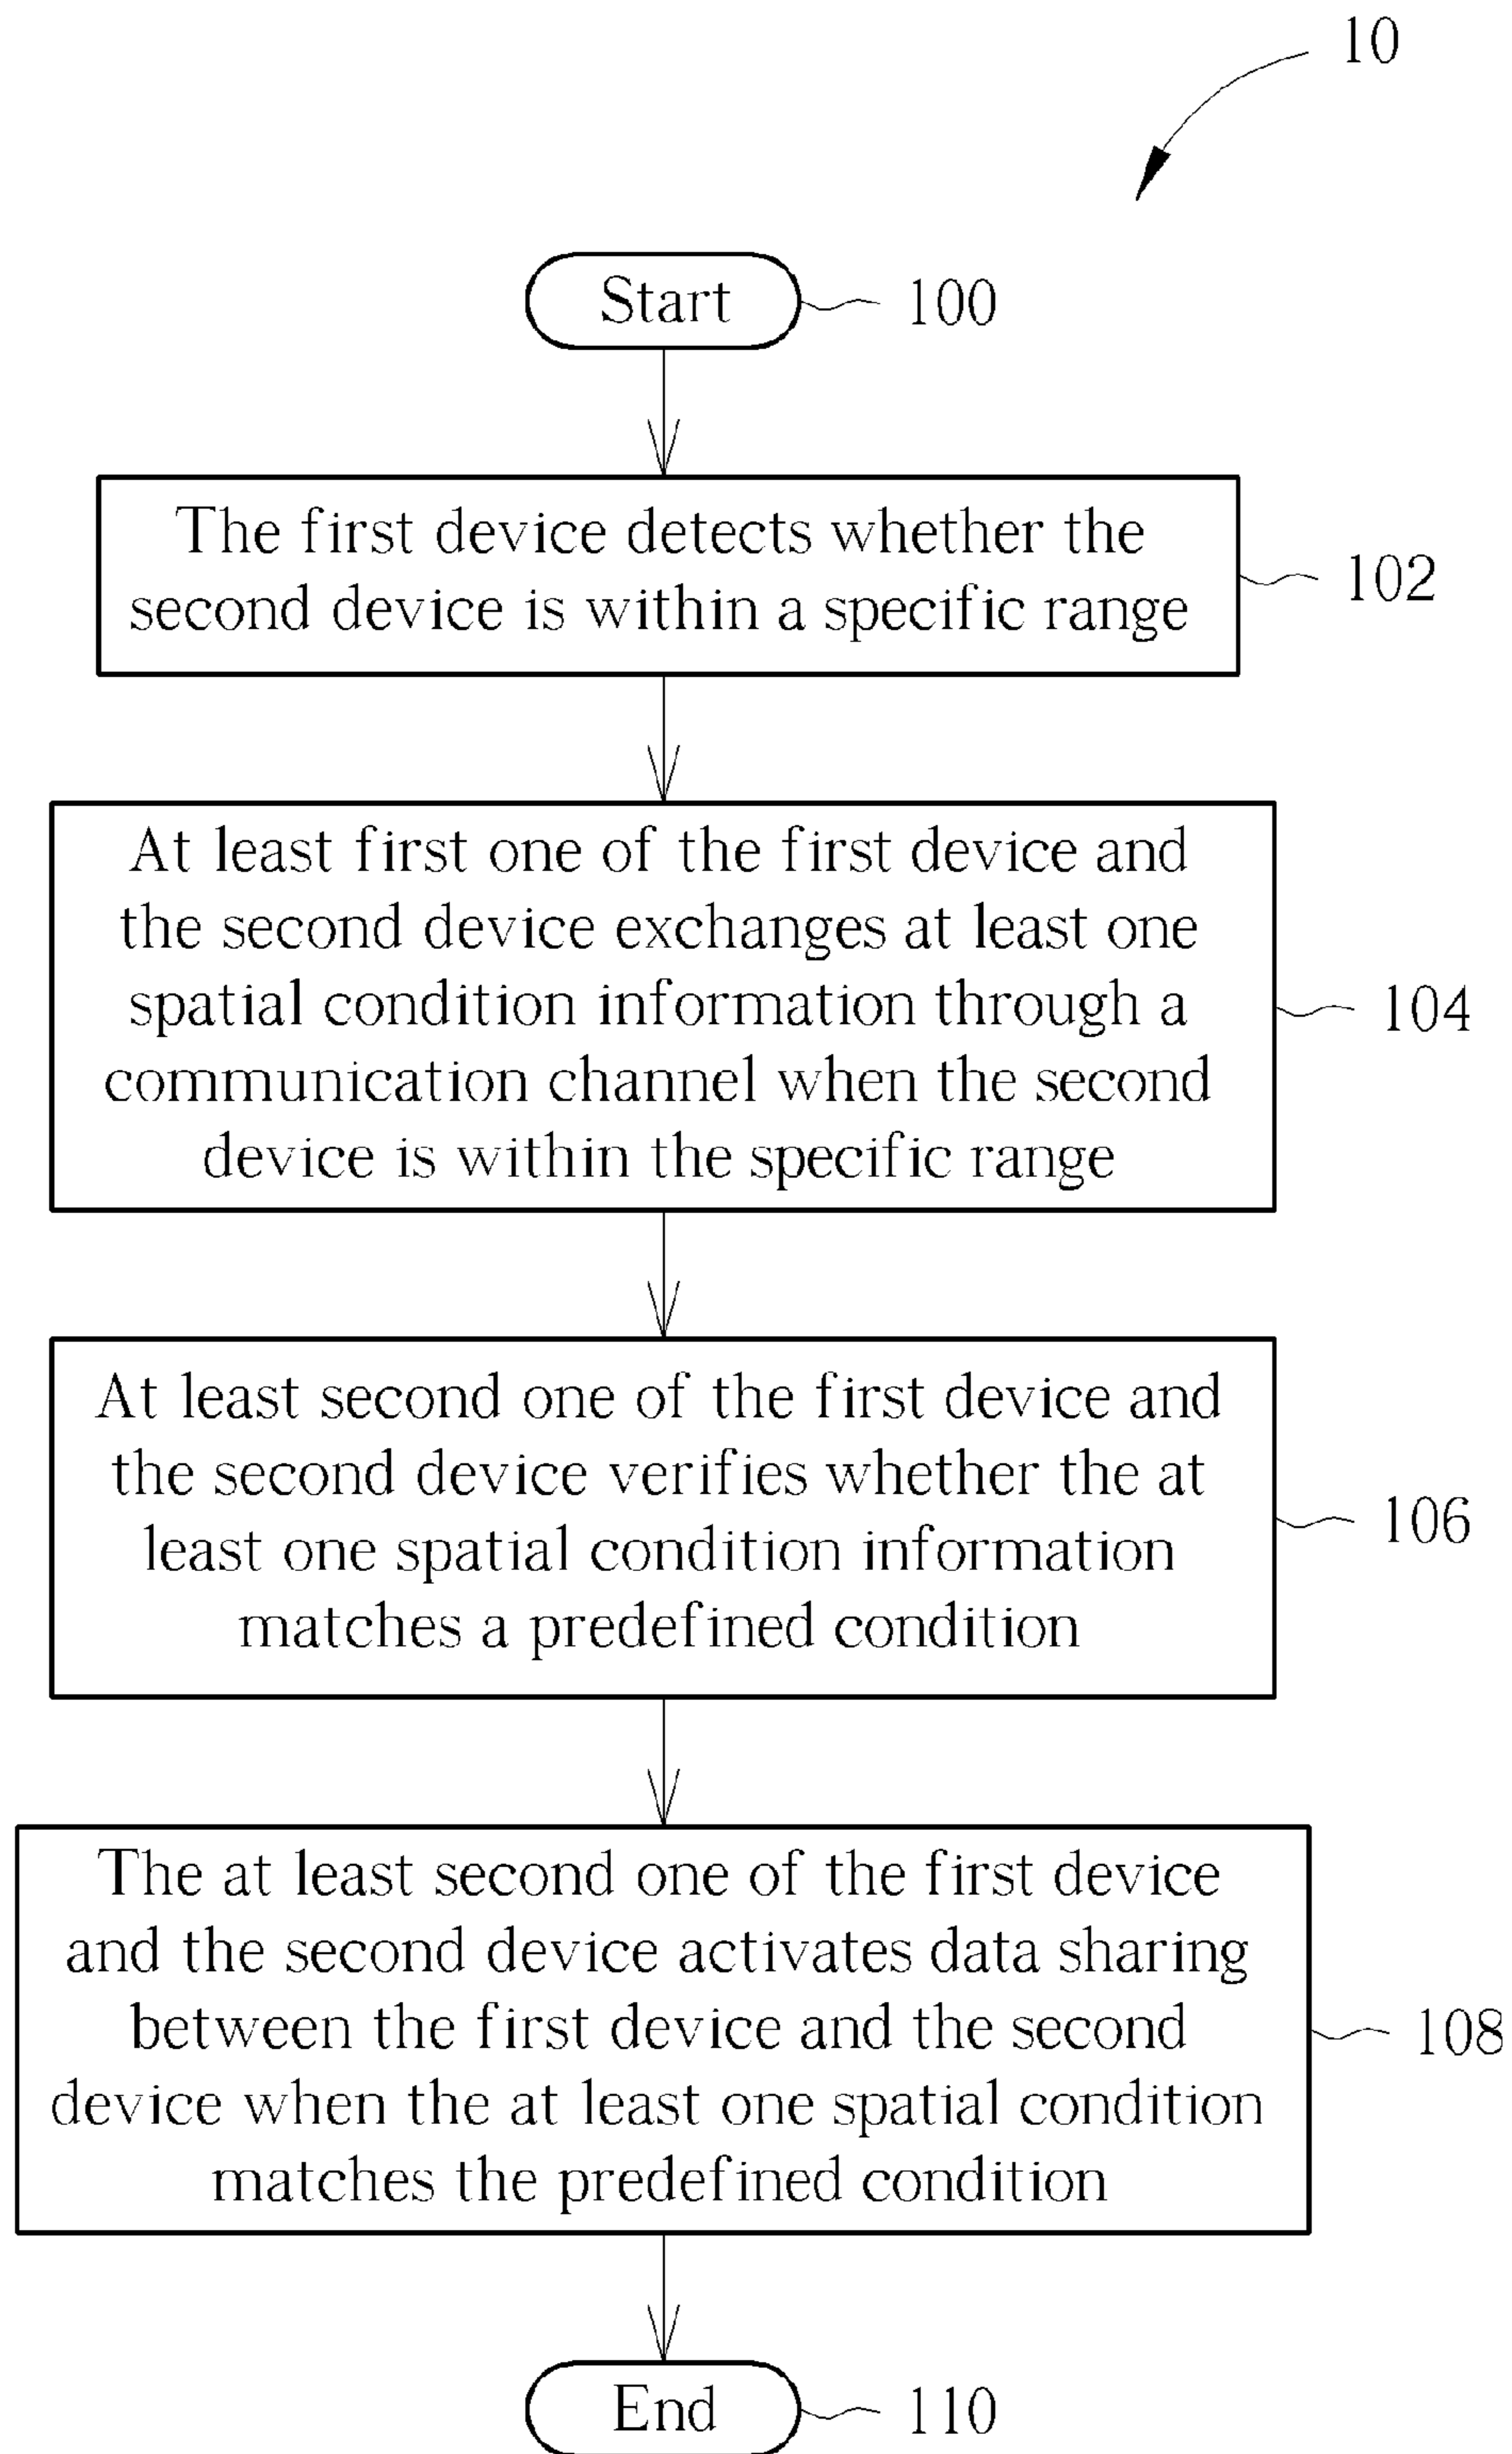 10
Start
100
The first device detects whether the
second device is within a specific range
102
At least first one of the first device and
the second device exchanges at least one
spatial condition information through a
communication channel when the second
device is within the specific range
104
At least second one of the first device and
the second device verifies whether the at
least one spatial condition information
matches a predefined condition
106
The at least second one of the first device
and the second device activates data sharing
between the first device and the second
device when the at least one spatial condition
matches the predefined condition
108
End
110